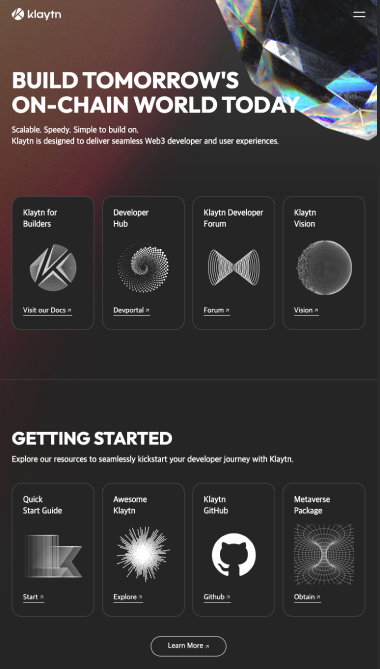 klaytn
BUILD TOMORROW'S
ON-CHAIN WORLD TODAY
Scalable. Speedy. Simple to build on.
Klaytn is designed to deliver seamless Web3 developer and user experiences.
Klaytn for
Builders
Visit our Docs ↗
Developer
Hub
Devportal ↗
Klaytn Developer
Forum
Forum ↗
Klaytn
Vision
Vision ↗
GETTING STARTED
Explore our resources to seamlessly kickstart your developer journey with Klaytn.
Quick
Start Guide
Start ↗
Awesome
Klaytn
Explore ↗
Klaytn
GitHub
Github ↗
Metaverse
Package
Obtain ↗
Learn More ↗